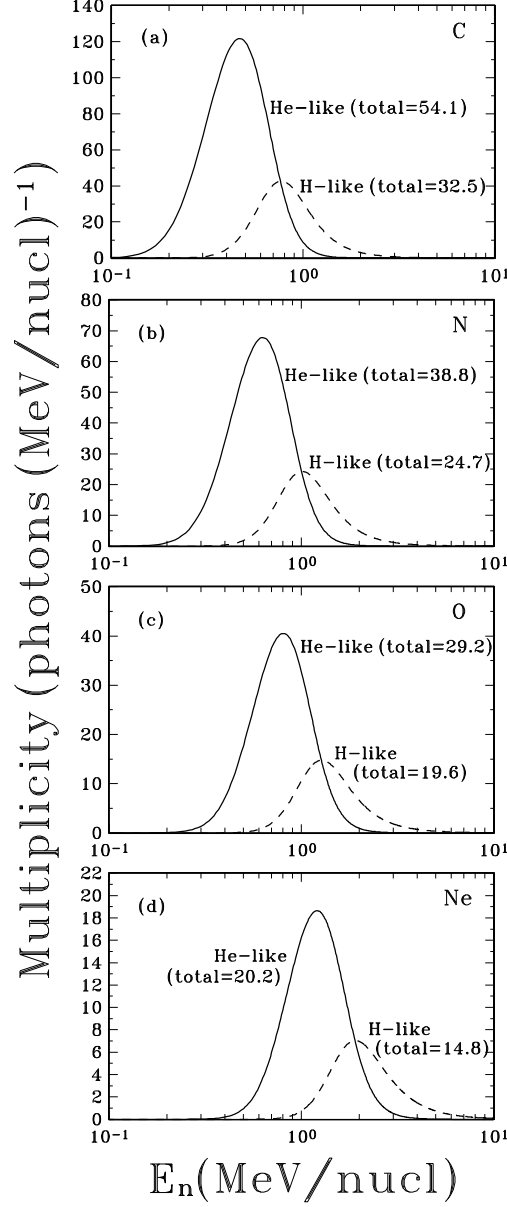 Multiplicity (photons (MeV/nucl)⁻¹)
140
(a)
C
120
100
80
He-like (total=54.1)
60
40
H-like (total=32.5)
20
0
10⁻¹ 10⁰ 10¹
80
(b)
N
70
60
He-like (total=38.8)
50
40
30
H-like (total=24.7)
20
10
0
10⁻¹ 10⁰ 10¹
50
(c)
O
40
He-like (total=29.2)
30
20
H-like
(total=19.6)
10
0
10⁻¹ 10⁰ 10¹
22
(d)
Ne
20
18
16
He-like
14
(total=20.2)
12
10
8
H-like
6
(total=14.8)
4
2
0
10⁻¹ 10⁰ 10¹
Eₙ(MeV/nucl)